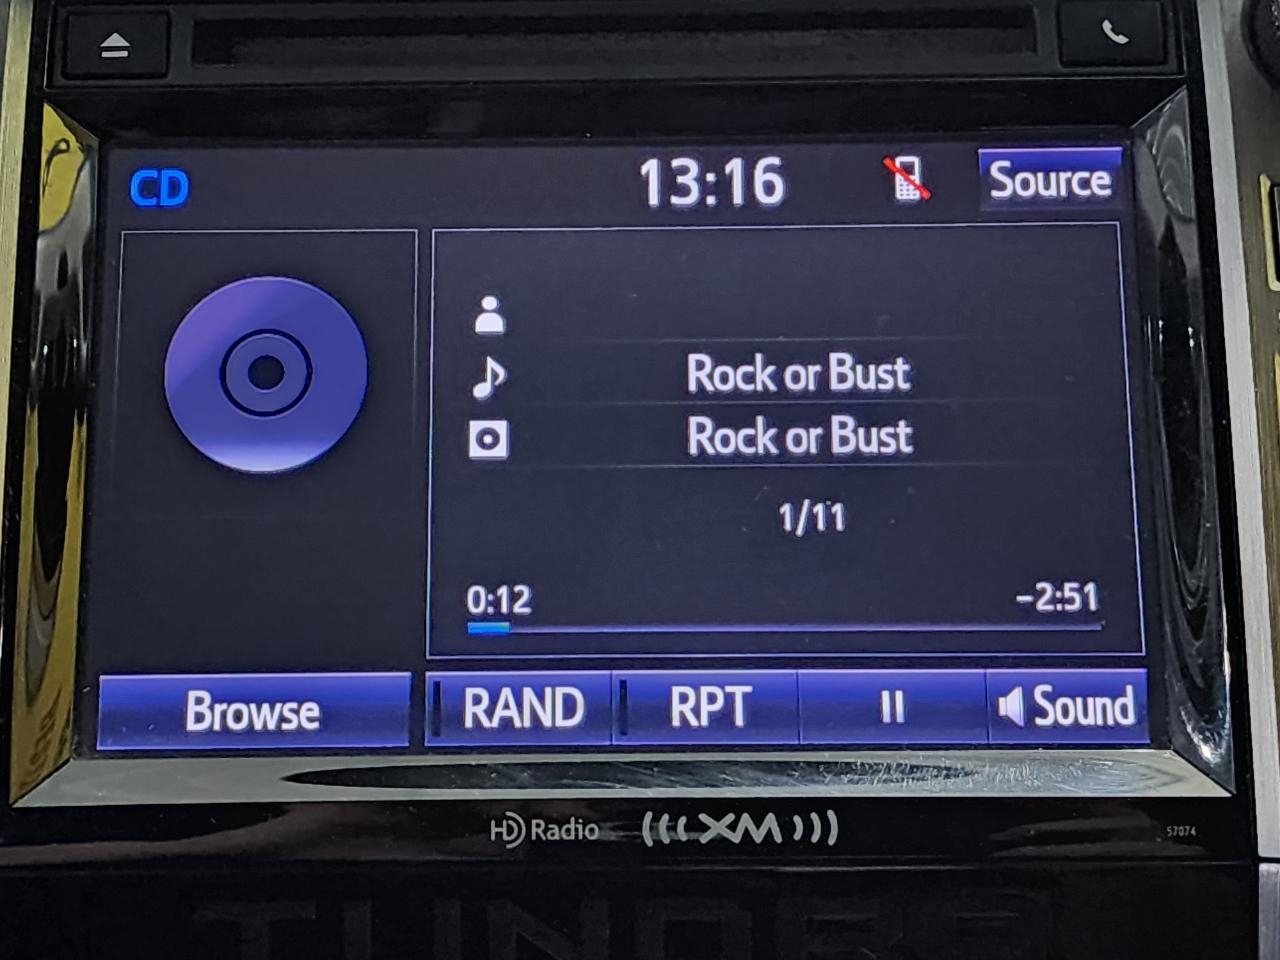 CD
13:16
Source
Rock or Bust
Rock or Bust
1/11
0:12
-2:51
Browse
RAND
RPT
Sound
HD Radio
(((XM)))
57074
TUNDRA